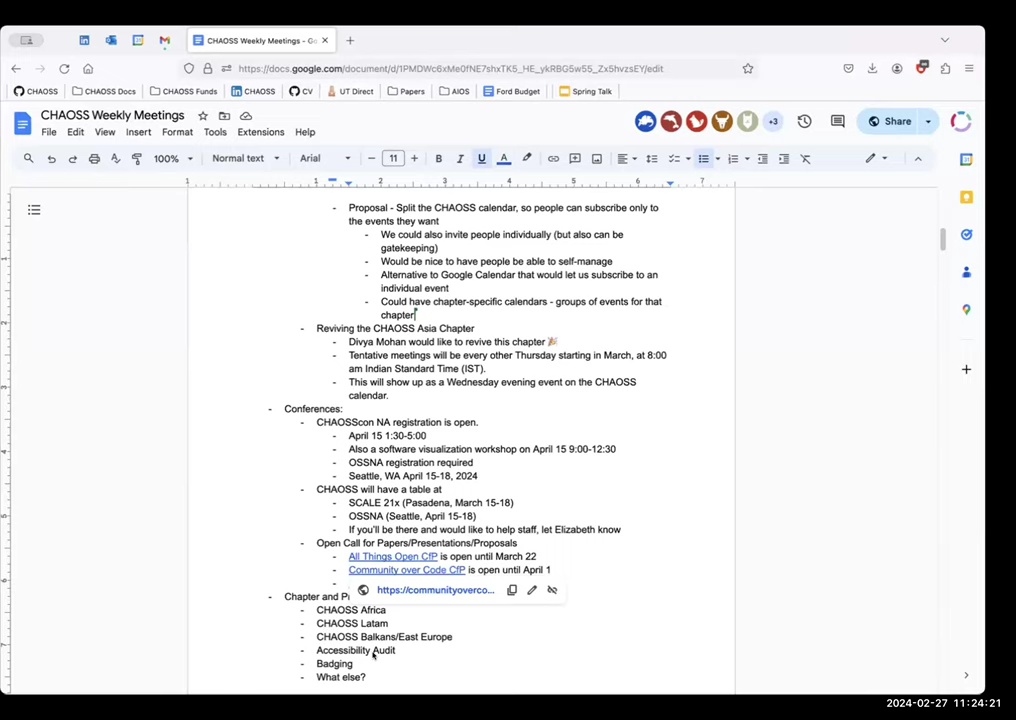 CHAOSS Weekly Meetings - Go
https://docs.google.com/document/d/1PMDWc6xMe0fNE7shxTK5_HE_ykRBG5w55_Zx5hvzsEY/edit
CHAOSS CHAOSS Docs CHAOSS Funds CHAOSS CV UT Direct Papers AIOS Ford Budget Spring Talk
CHAOSS Weekly Meetings
File Edit View Insert Format Tools Extensions Help
+3
Share
100% Normal text Arial 11 B I U A
1 1 2 3 4 5 6 7
- Proposal - Split the CHAOSS calendar, so people can subscribe only to
the events they want
- We could also invite people individually (but also can be
gatekeeping)
- Would be nice to have people be able to self-manage
- Alternative to Google Calendar that would let us subscribe to an
individual event
- Could have chapter-specific calendars - groups of events for that
chapter
- Reviving the CHAOSS Asia Chapter
- Divya Mohan would like to revive this chapter 🎉
- Tentative meetings will be every other Thursday starting in March, at 8:00
am Indian Standard Time (IST).
- This will show up as a Wednesday evening event on the CHAOSS
calendar.
- Conferences:
- CHAOSScon NA registration is open.
- April 15 1:30-5:00
- Also a software visualization workshop on April 15 9:00-12:30
- OSSNA registration required
- Seattle, WA April 15-18, 2024
- CHAOSS will have a table at
- SCALE 21x (Pasadena, March 15-18)
- OSSNA (Seattle, April 15-18)
- If you'll be there and would like to help staff, let Elizabeth know
- Open Call for Papers/Presentations/Proposals
- All Things Open CfP is open until March 22
- Community over Code CfP is open until April 1
-
https://communityoverco...
- Chapter and P
- CHAOSS Africa
- CHAOSS Latam
- CHAOSS Balkans/East Europe
- Accessibility Audit
- Badging
- What else?
2024-02-27 11:24:21